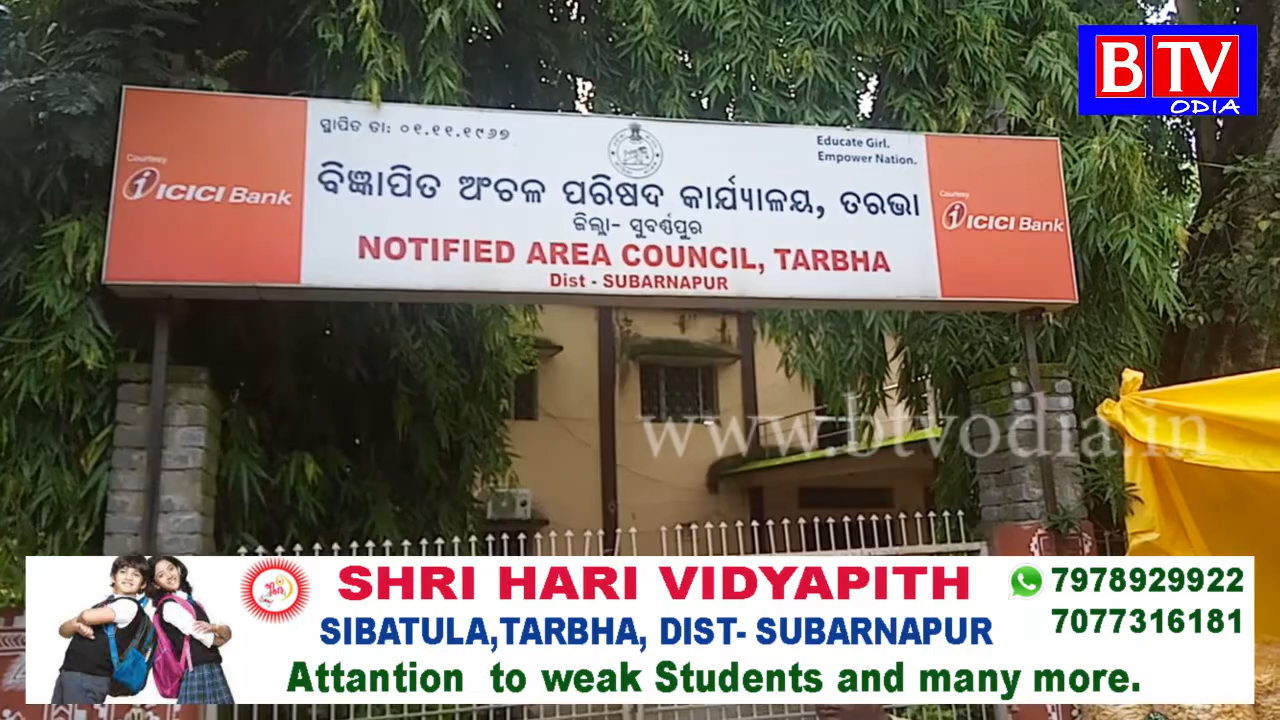 BTV
ODIA
ସ୍ଥାପିତ ତା: ୦୧.୧୧.୧୯୬୭
Educate Girl.
Empower Nation.
Courtesy
ICICI Bank
ବିଜ୍ଞାପିତ ଅଂଚଳ ପରିଷଦ କାର୍ଯ୍ୟାଳୟ, ତରଭା
Courtesy
ICICI Bank
ଜିଲ୍ଲା- ସୁବର୍ଣ୍ଣପୁର
NOTIFIED AREA COUNCIL, TARBHA
Dist - SUBARNAPUR
www.btvodia.in
SHRI HARI VIDYAPITH
7978929922
SIBATULA,TARBHA, DIST- SUBARNAPUR
7077316181
Attantion to weak Students and many more.